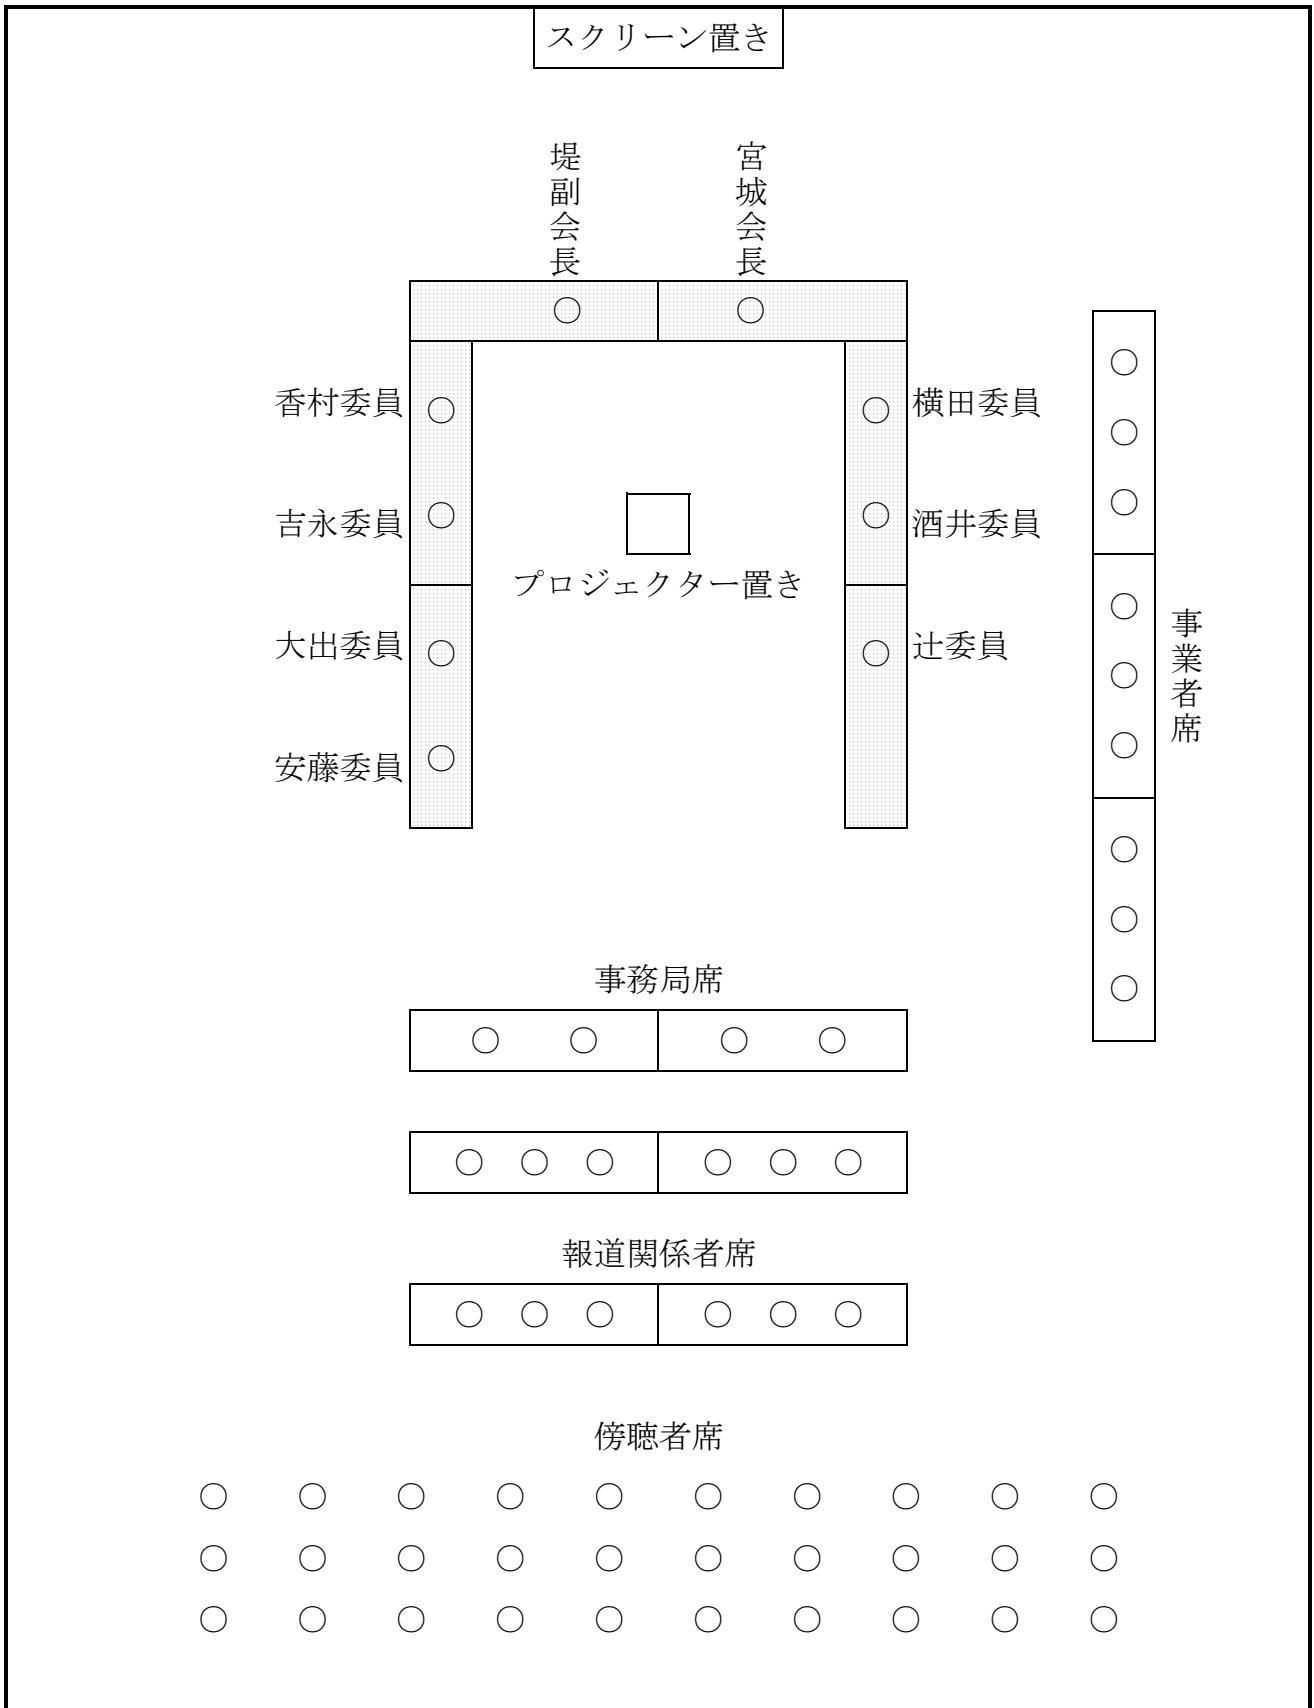 スクリーン置き
堤副会長
宮城会長
香村委員
横田委員
吉永委員
酒井委員
プロジェクター置き
大出委員
辻委員
事業者席
安藤委員
事務局席
報道関係者席
傍聴者席